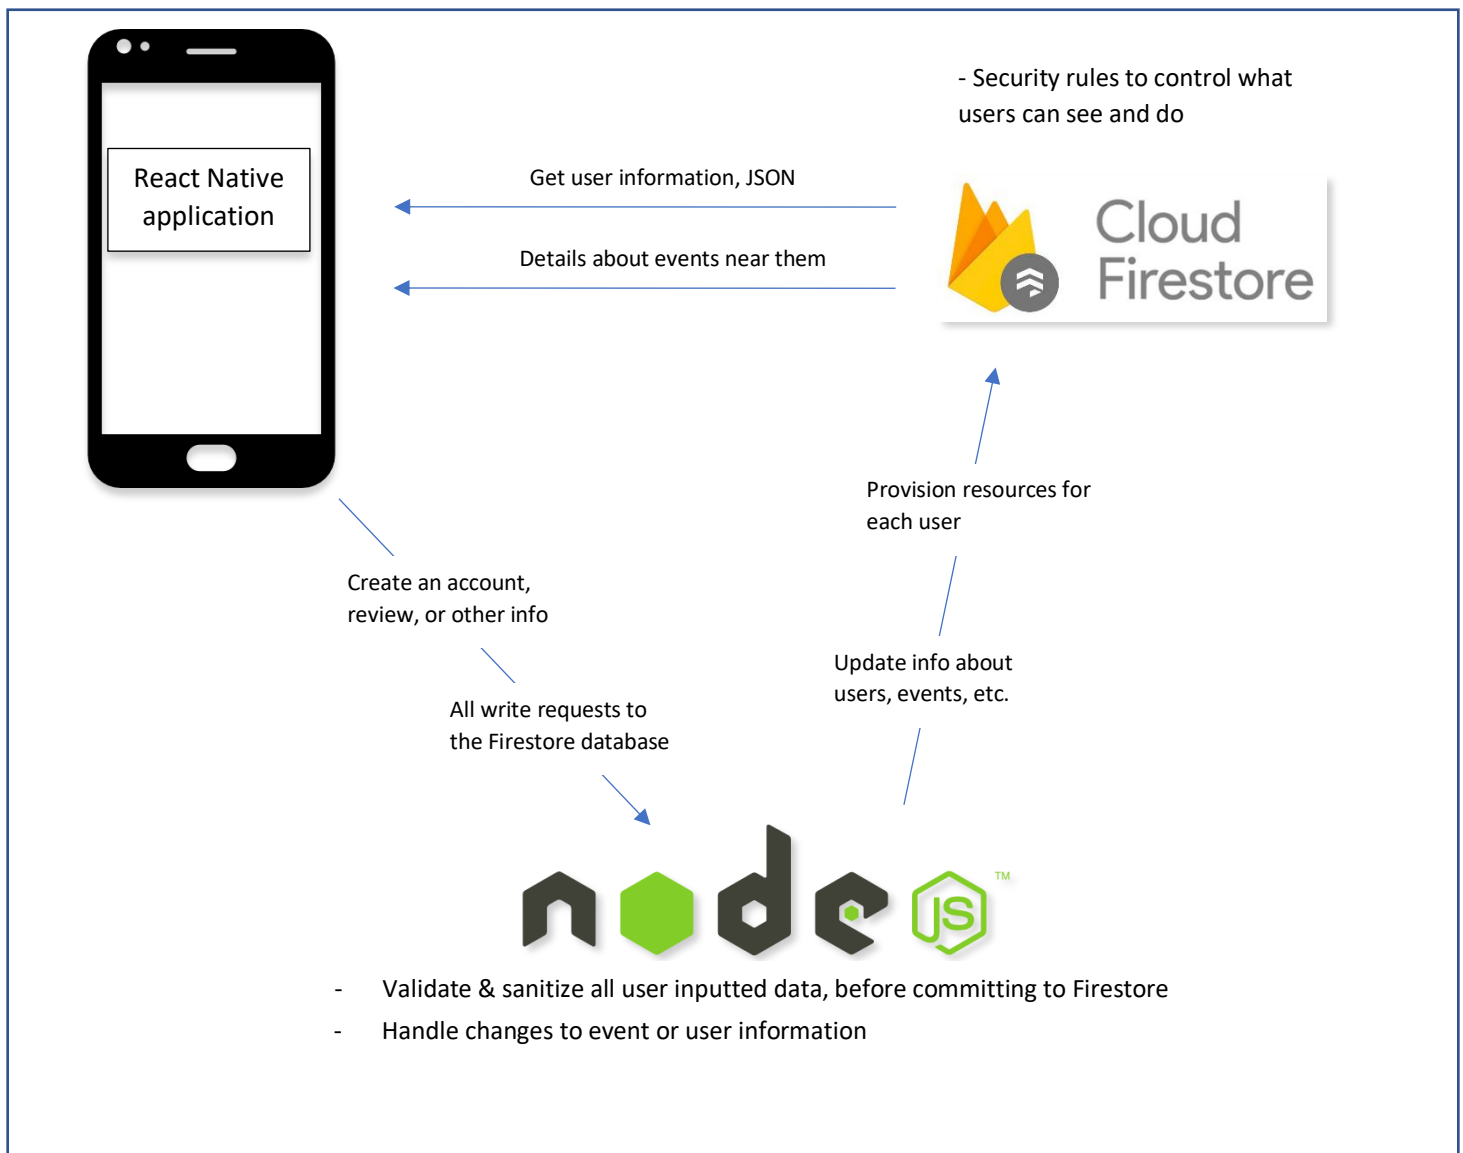 React Native
application
- Security rules to control what
users can see and do
Get user information, JSON
Details about events near them
Cloud
Firestore
Provision resources for
each user
Create an account,
review, or other info
Update info about
users, events, etc.
All write requests to
the Firestore database
node JS TM
- Validate & sanitize all user inputted data, before committing to Firestore
- Handle changes to event or user information